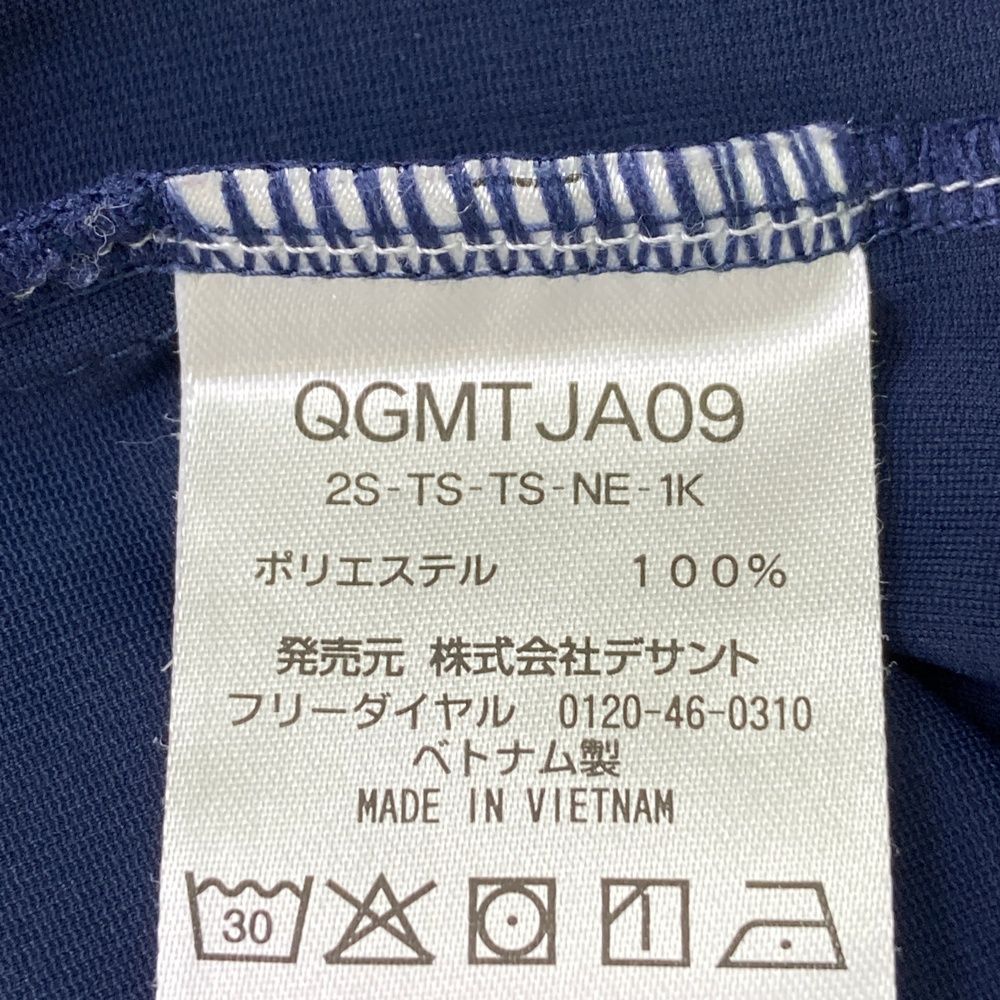 QGMTJA09
2S-TS-TS-NE-1K
ポリエステル 100%
発売元 株式会社デサント
フリーダイヤル 0120-46-0310
ベトナム製
MADE IN VIETNAM
30